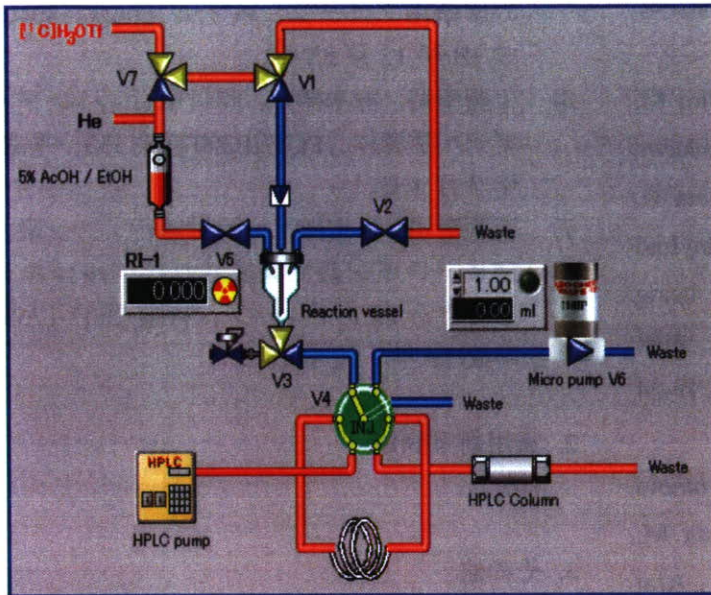 [¹¹C]H₃OTf
V7
V1
He
5% AcOH / EtOH
V2
Waste
V5
RI-1
0.000
Reaction vessel
1.00
0.00 ml
Waste
Micro pump V6
V3
V4
Waste
INJ
HPLC
Waste
HPLC Column
HPLC pump